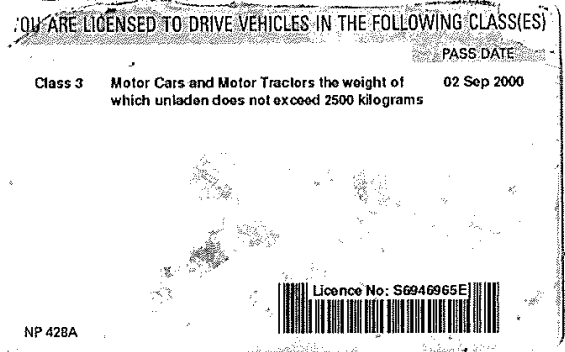 YOU ARE LICENSED TO DRIVE VEHICLES IN THE FOLLOWING CLASS(ES)
PASS DATE
Class 3 Motor Cars and Motor Tractors the weight of 02 Sep 2000
which unladen does not exceed 2500 kilograms
Licence No: S6946965E
NP 428A